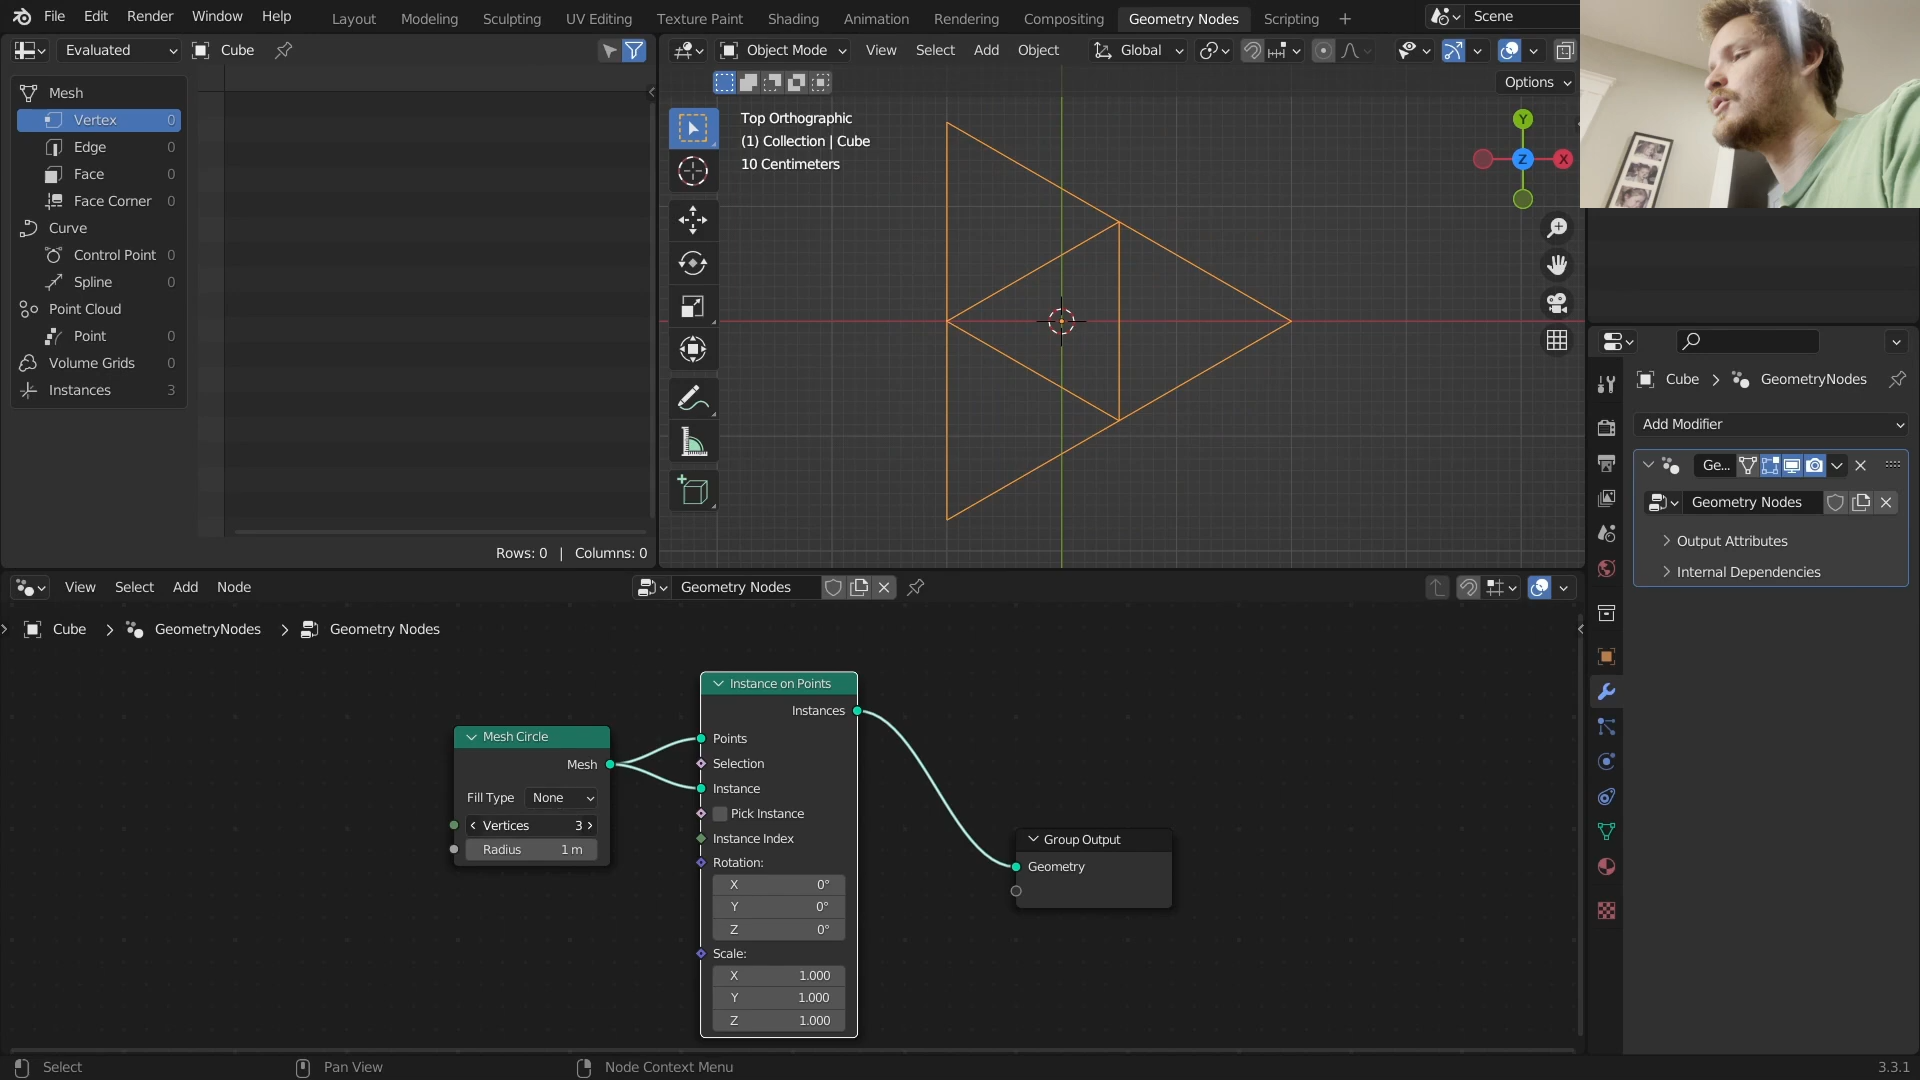 File Edit Render Window Help
Layout Modeling Sculpting UV Editing Texture Paint Shading Animation Rendering Compositing Geometry Nodes Scripting +
Scene
Evaluated Cube
Object Mode View Select Add Object Global
Options
Mesh
Vertex 0
Edge 0
Face 0
Face Corner 0
Curve
Control Point 0
Spline 0
Point Cloud
Point 0
Volume Grids 0
Instances 3
Rows: 0 | Columns: 0
Top Orthographic
(1) Collection | Cube
10 Centimeters
Y
Z
X
Cube > GeometryNodes
Add Modifier
Ge...
Geometry Nodes
Output Attributes
Internal Dependencies
View Select Add Node
Geometry Nodes
Cube > GeometryNodes > Geometry Nodes
Mesh Circle
Mesh
Fill Type None
Vertices 3
Radius 1 m
Instance on Points
Instances
Points
Selection
Instance
Pick Instance
Instance Index
Rotation:
X 0°
Y 0°
Z 0°
Scale:
X 1.000
Y 1.000
Z 1.000
Group Output
Geometry
Select Pan View Node Context Menu 3.3.1